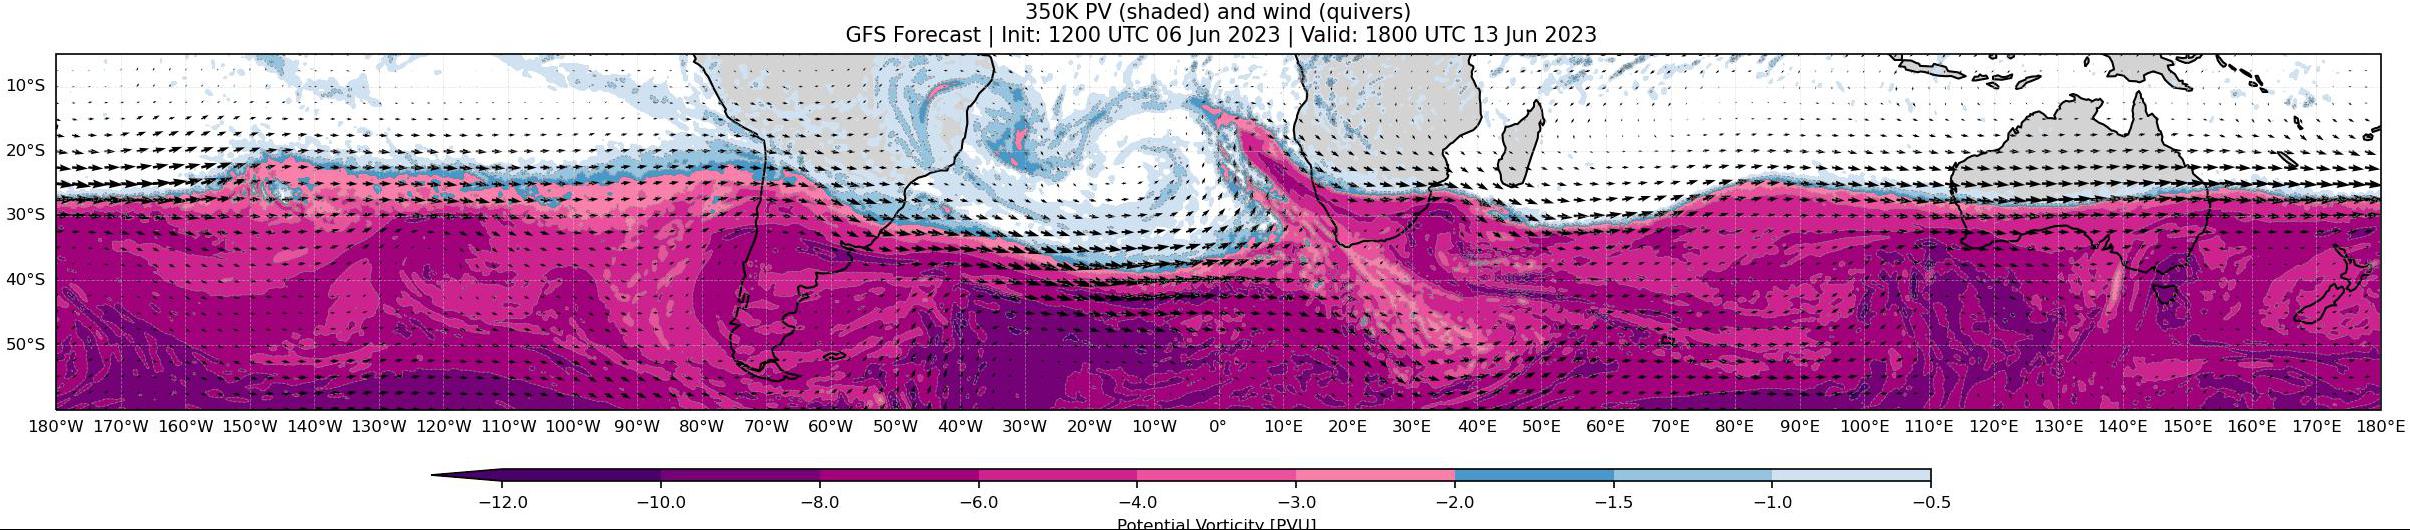 350K PV (shaded) and wind (quivers)
GFS Forecast | Init: 1200 UTC 06 Jun 2023 | Valid: 1800 UTC 13 Jun 2023
10°S
20°S
30°S
40°S
50°S
180°W 170°W 160°W 150°W 140°W 130°W 120°W 110°W 100°W 90°W 80°W 70°W 60°W 50°W 40°W 30°W 20°W 10°W 0° 10°E 20°E 30°E 40°E 50°E 60°E 70°E 80°E 90°E 100°E 110°E 120°E 130°E 140°E 150°E 160°E 170°E 180°E
−12.0 −10.0 −8.0 −6.0 −4.0 −3.0 −2.0 −1.5 −1.0 −0.5
Potential Vorticity [PVU]